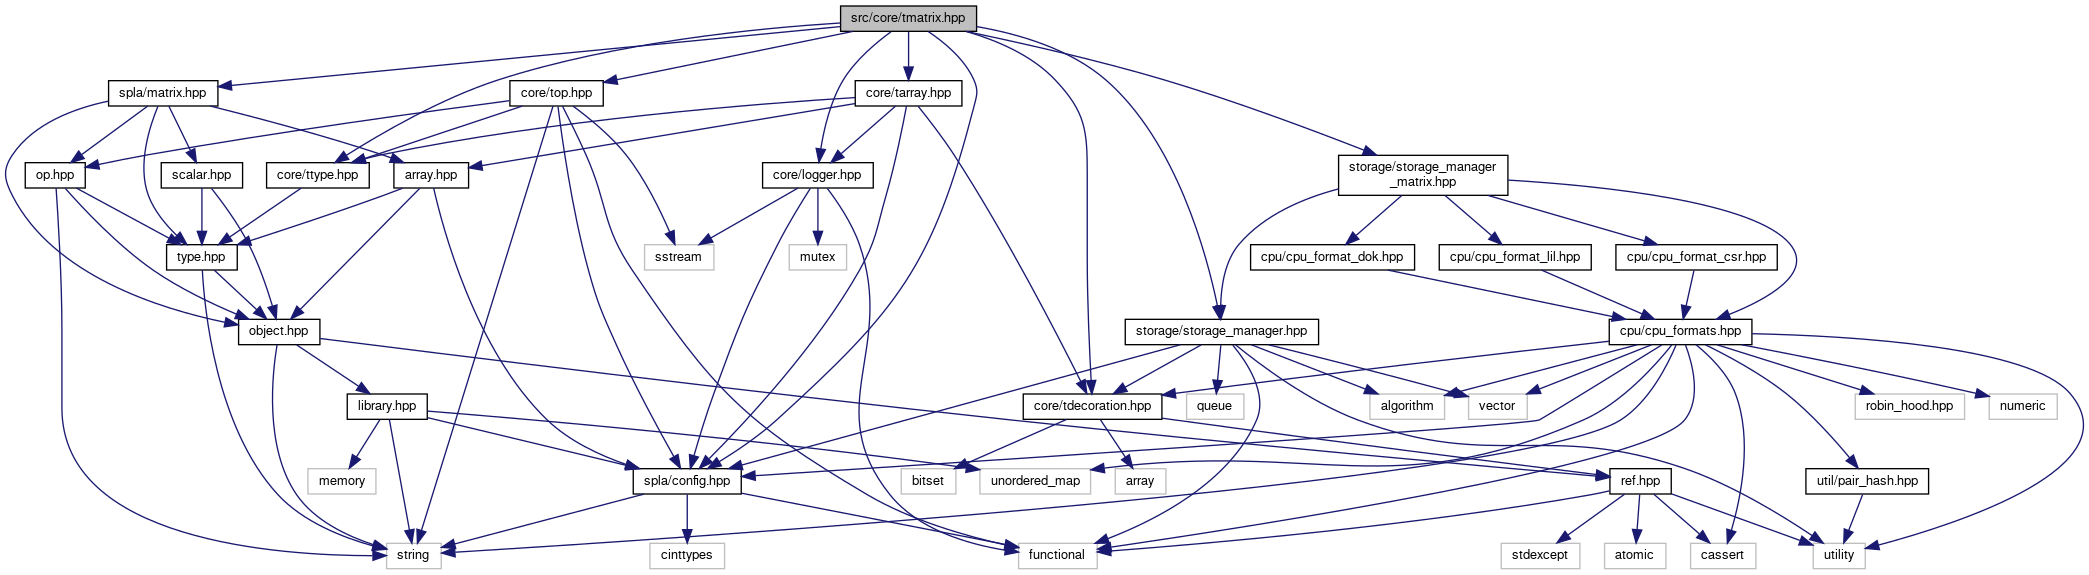 src/core/tmatrix.hpp
spla/matrix.hpp
core/top.hpp
core/tarray.hpp
op.hpp
scalar.hpp
core/ttype.hpp
array.hpp
core/logger.hpp
storage/storage_manager
_matrix.hpp
type.hpp
sstream
mutex
cpu/cpu_format_dok.hpp
cpu/cpu_format_lil.hpp
cpu/cpu_format_csr.hpp
object.hpp
storage/storage_manager.hpp
cpu/cpu_formats.hpp
library.hpp
core/tdecoration.hpp
queue
algorithm
vector
robin_hood.hpp
numeric
memory
spla/config.hpp
bitset
unordered_map
array
ref.hpp
util/pair_hash.hpp
string
cinttypes
functional
stdexcept
atomic
cassert
utility